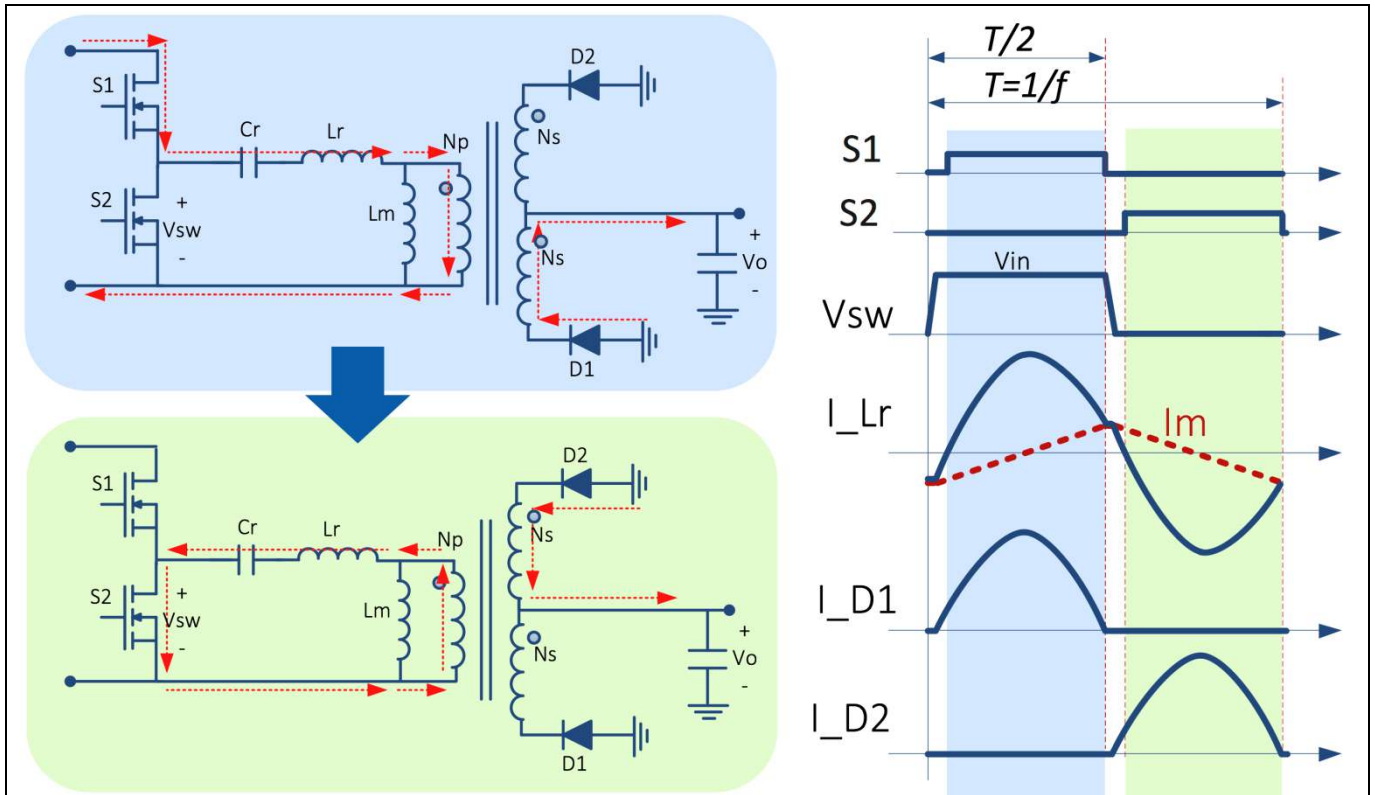 D2
S1
Cr
Lr
Np
Ns
S2
+
Vsw
-
Lm
Ns
+
Vo
-
D1
D2
S1
Cr
Lr
Np
Ns
S2
+
Vsw
-
Lm
Ns
+
Vo
-
D1
T/2
T=1/f
S1
S2
Vin
Vsw
I_Lr
Im
I_D1
I_D2